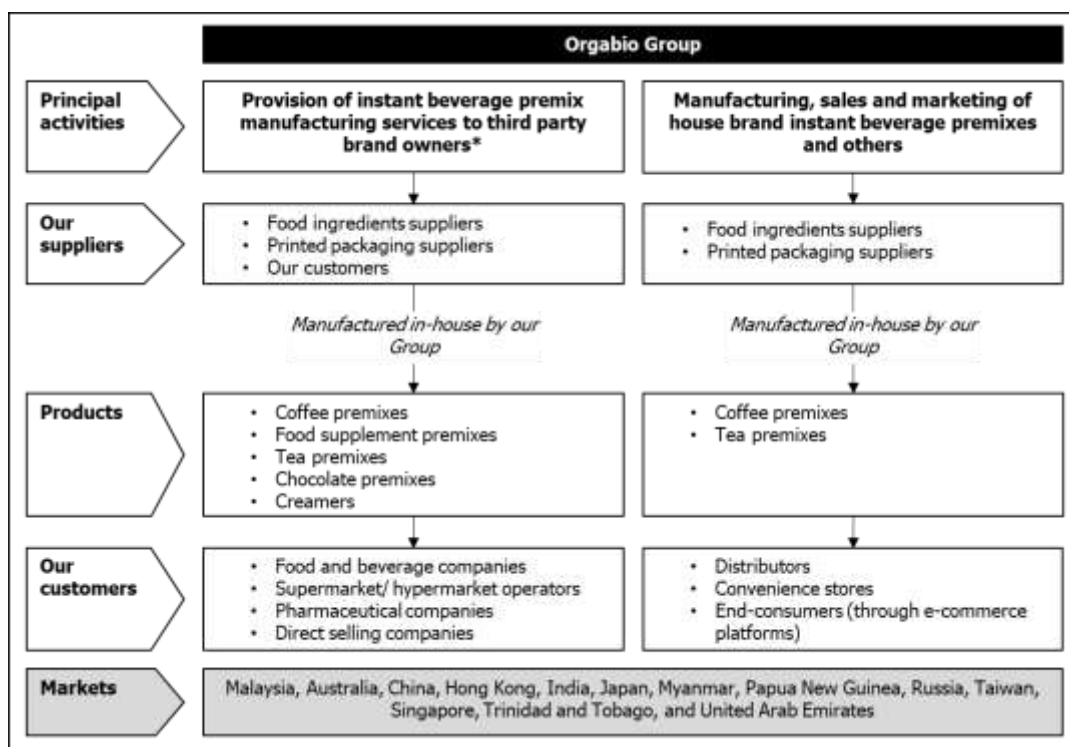 Orgabio Group
Principal
activities
Provision of instant beverage premix
manufacturing services to third party
brand owners*
Manufacturing, sales and marketing of
house brand instant beverage premixes
and others
Our
suppliers
• Food ingredients suppliers
• Printed packaging suppliers
• Our customers
• Food ingredients suppliers
• Printed packaging suppliers
Manufactured in-house by our
Group
Manufactured in-house by our
Group
Products
• Coffee premixes
• Food supplement premixes
• Tea premixes
• Chocolate premixes
• Creamers
• Coffee premixes
• Tea premixes
Our
customers
• Food and beverage companies
• Supermarket/ hypermarket operators
• Pharmaceutical companies
• Direct selling companies
• Distributors
• Convenience stores
• End-consumers (through e-commerce
platforms)
Markets
Malaysia, Australia, China, Hong Kong, India, Japan, Myanmar, Papua New Guinea, Russia, Taiwan,
Singapore, Trinidad and Tobago, and United Arab Emirates